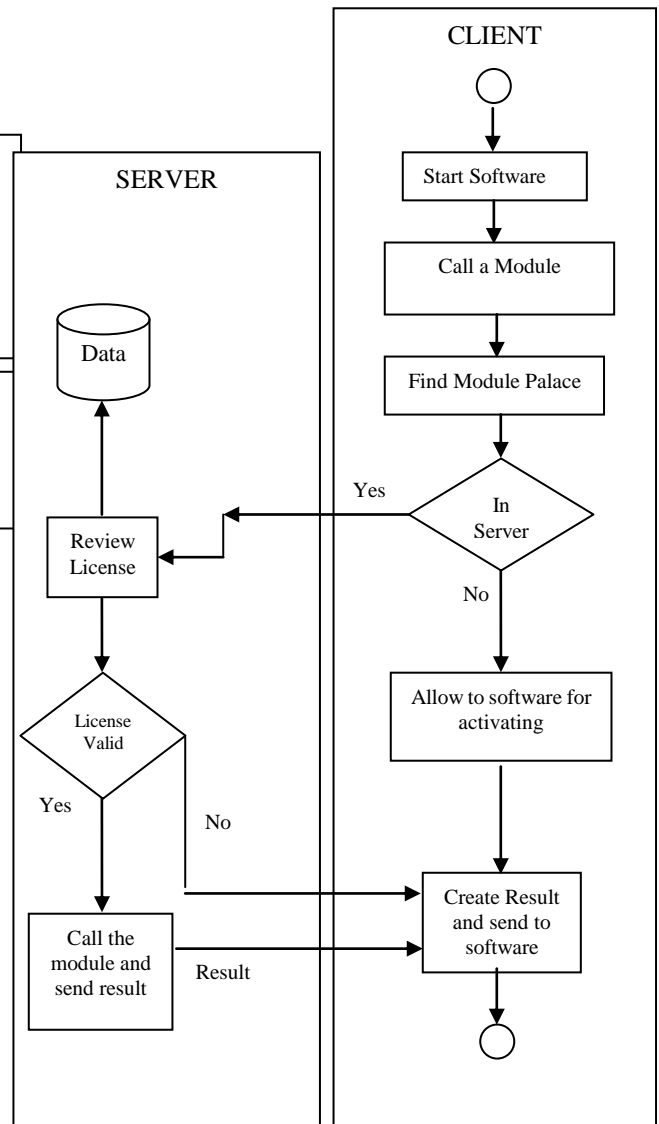 CLIENT
Start Software
Call a Module
Find Module Palace
In
Server
Yes
No
Allow to software for
activating
Create Result
and send to
software
SERVER
Data
Review
License
License
Valid
Yes
No
Call the
module and
send result
Result